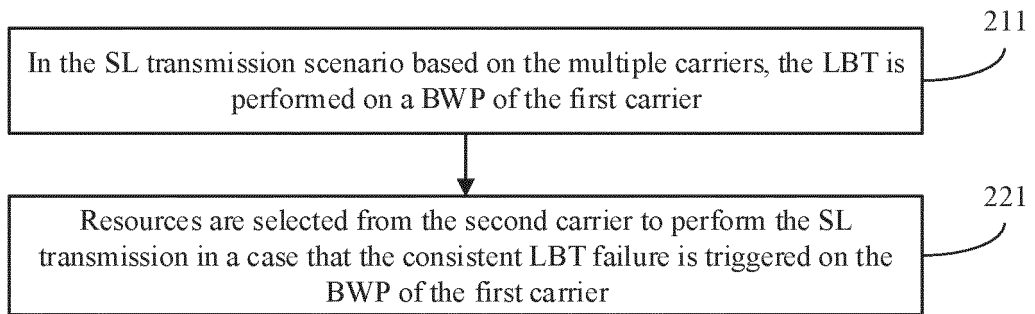 211
In the SL transmission scenario based on the multiple carriers, the LBT is
performed on a BWP of the first carrier
221
Resources are selected from the second carrier to perform the SL
transmission in a case that the consistent LBT failure is triggered on the
BWP of the first carrier